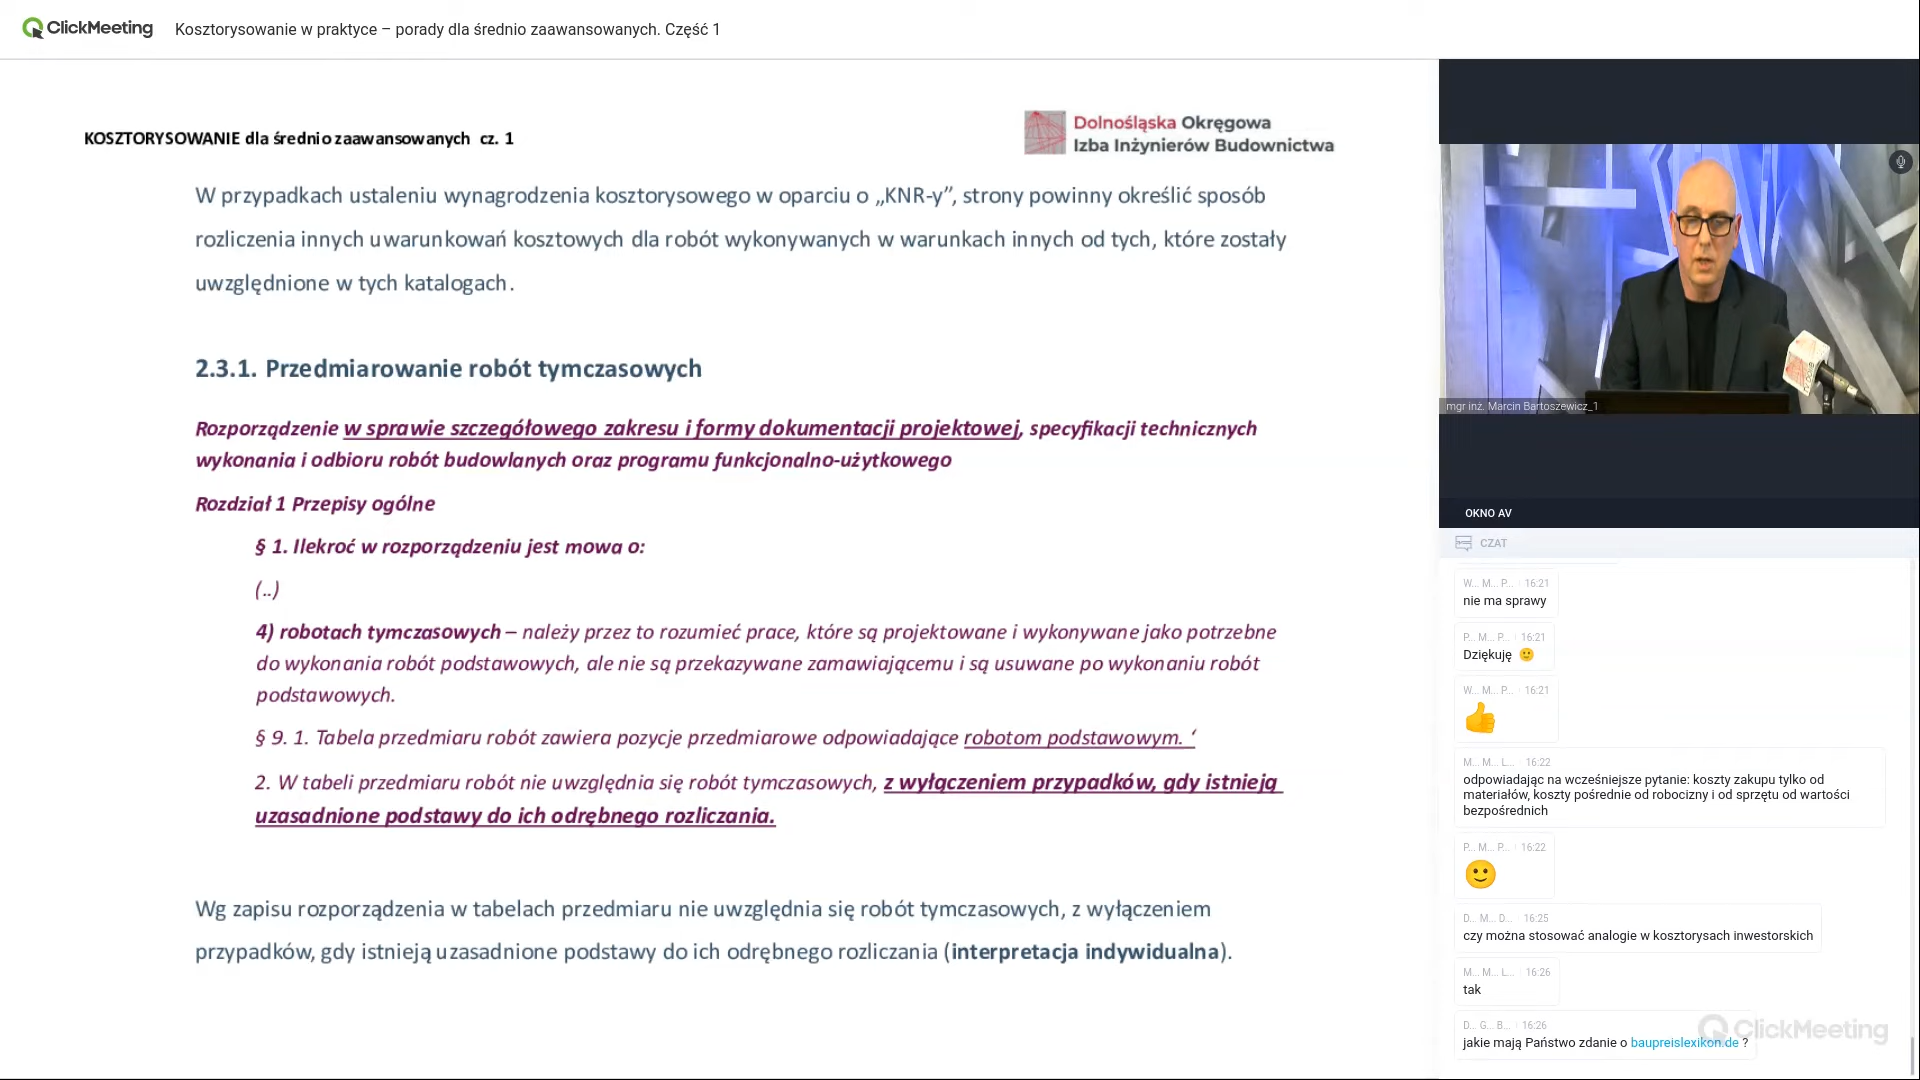 ClickMeeting
Kosztorysowanie w praktyce – porady dla średnio zaawansowanych. Część 1
KOSZTORYSOWANIE dla średnio zaawansowanych cz. 1
Dolnośląska Okręgowa
Izba Inżynierów Budownictwa
W przypadkach ustaleniu wynagrodzenia kosztorysowego w oparciu o „KNR-y”, strony powinny określić sposób
rozliczenia innych uwarunkowań kosztowych dla robót wykonywanych w warunkach innych od tych, które zostały
uwzględnione w tych katalogach.
2.3.1. Przedmiarowanie robót tymczasowych
Rozporządzenie w sprawie szczegółowego zakresu i formy dokumentacji projektowej, specyfikacji technicznych
wykonania i odbioru robót budowlanych oraz programu funkcjonalno-użytkowego
Rozdział 1 Przepisy ogólne
§ 1. Ilekroć w rozporządzeniu jest mowa o:
(..)
4) robotach tymczasowych – należy przez to rozumieć prace, które są projektowane i wykonywane jako potrzebne
do wykonania robót podstawowych, ale nie są przekazywane zamawiającemu i są usuwane po wykonaniu robót
podstawowych.
§ 9. 1. Tabela przedmiaru robót zawiera pozycje przedmiarowe odpowiadające robotom podstawowym. ‘
2. W tabeli przedmiaru robót nie uwzględnia się robót tymczasowych, z wyłączeniem przypadków, gdy istnieją
uzasadnione podstawy do ich odrębnego rozliczania.
Wg zapisu rozporządzenia w tabelach przedmiaru nie uwzględnia się robót tymczasowych, z wyłączeniem
przypadków, gdy istnieją uzasadnione podstawy do ich odrębnego rozliczania (interpretacja indywidualna).
mgr inż. Marcin Bartoszewicz_1
OKNO AV
CZAT
W... M... P... 16:21
nie ma sprawy
P... M... P... 16:21
Dziękuję 🙂
W... M... P... 16:21
👍
M... M... L... 16:22
odpowiadając na wcześniejsze pytanie: koszty zakupu tylko od
materiałów, koszty pośrednie od robocizny i od sprzętu od wartości
bezpośrednich
P... M... P... 16:22
🙂
D... M... D... 16:25
czy można stosować analogie w kosztorysach inwestorskich
M... M... L... 16:26
tak
D... G... B... 16:26
jakie mają Państwo zdanie o baupreislexikon.de ?
ClickMeeting